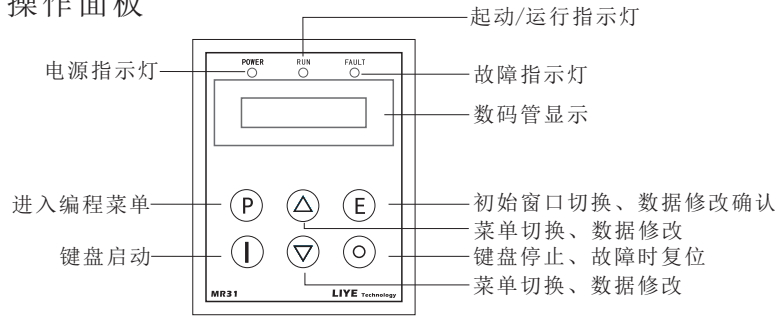 操作面板
起动/运行指示灯
电源指示灯
POWER
RUN
FAULT
故障指示灯
数码管显示
进入编程菜单
P
E
初始窗口切换、数据修改确认
菜单切换、数据修改
键盘启动
键盘停止、故障时复位
菜单切换、数据修改
MR31
LIYE Technology